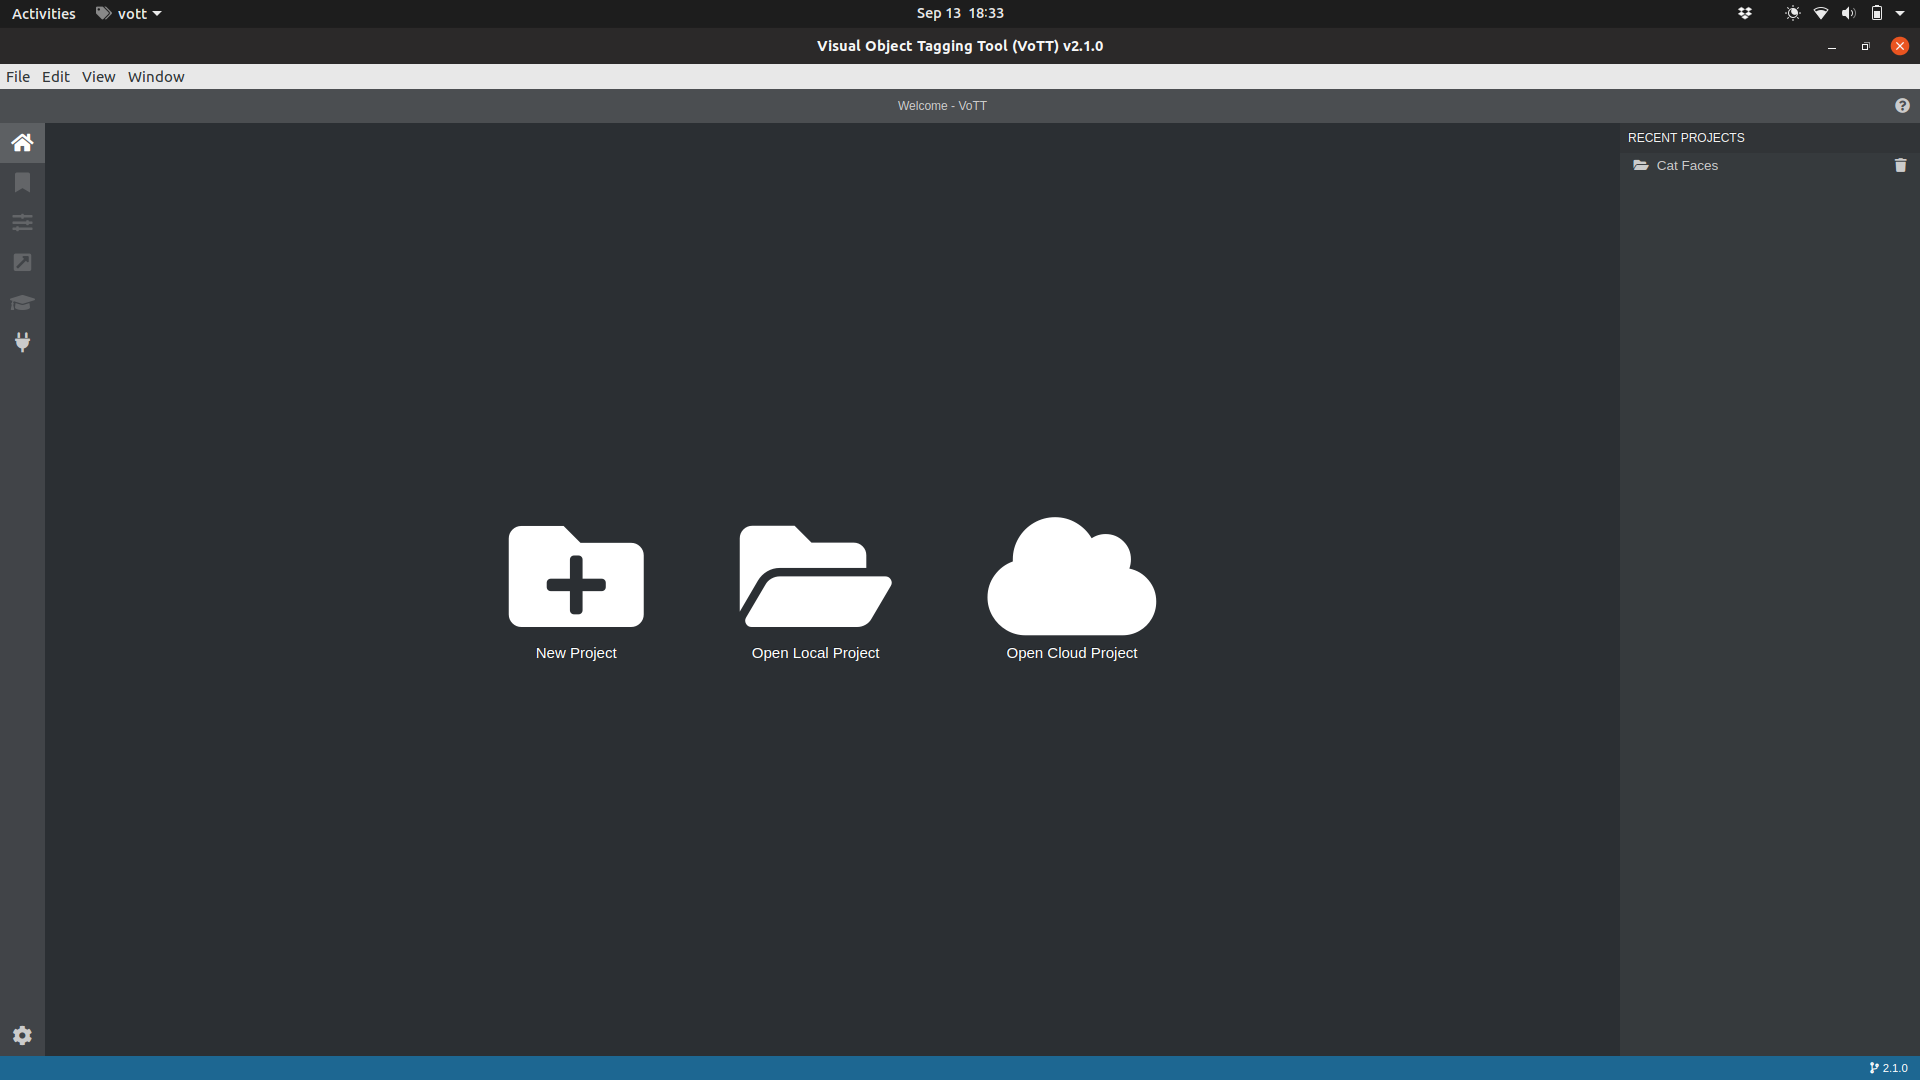 Activities vott Sep 13 18:33
Visual Object Tagging Tool (VoTT) v2.1.0
File Edit View Window
Welcome - VoTT
RECENT PROJECTS
Cat Faces
New Project Open Local Project Open Cloud Project
2.1.0